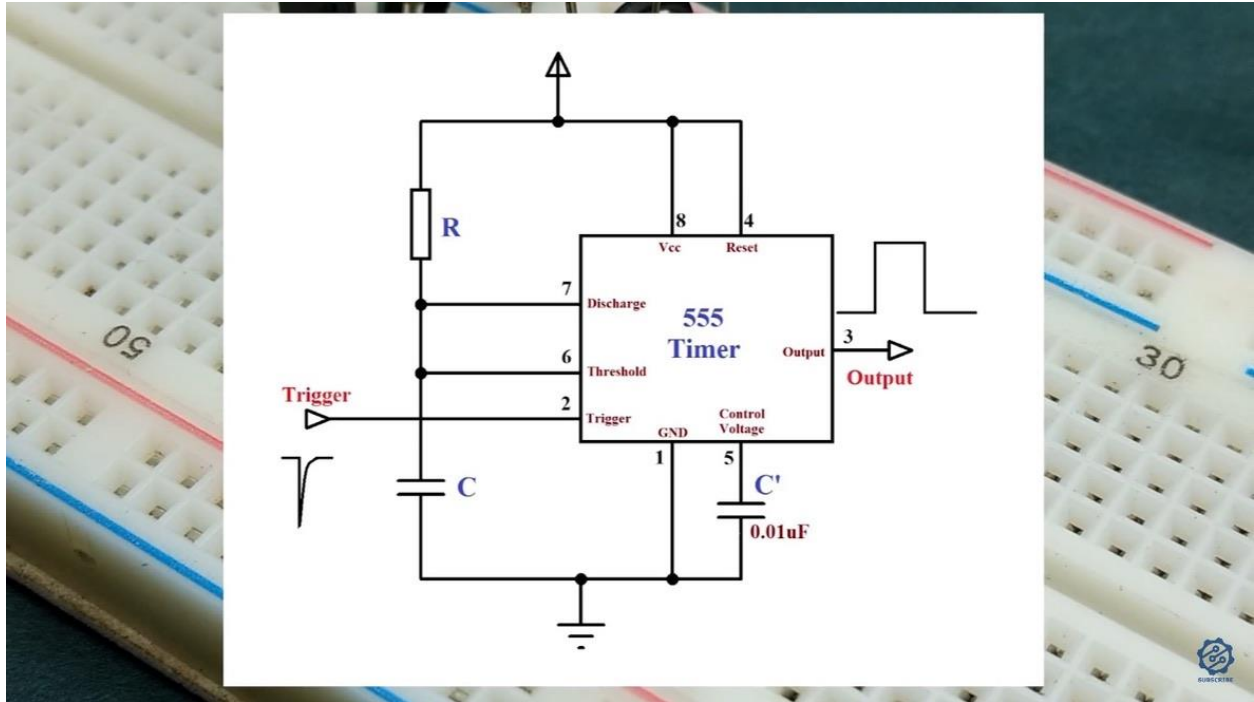 8
4
R
Vcc
Reset
7
Discharge
555
Timer
3
6
Threshold
Output
Output
Trigger
2
Trigger
Control
Voltage
GND
1
5
C
C'
0.01uF
50
30
SUBSCRIBE